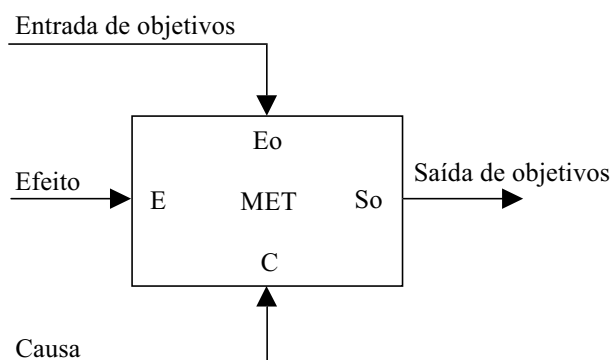 Entrada de objetivos
Eo
Efeito
E
MET
So
Saída de objetivos
C
Causa